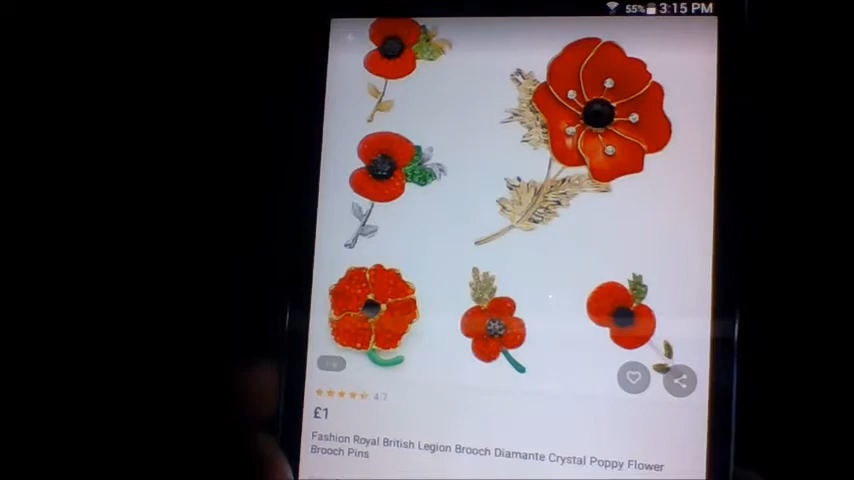 55% 3:15 PM
4.7
£1
Fashion Royal British Legion Brooch Diamante Crystal Poppy Flower
Brooch Pins